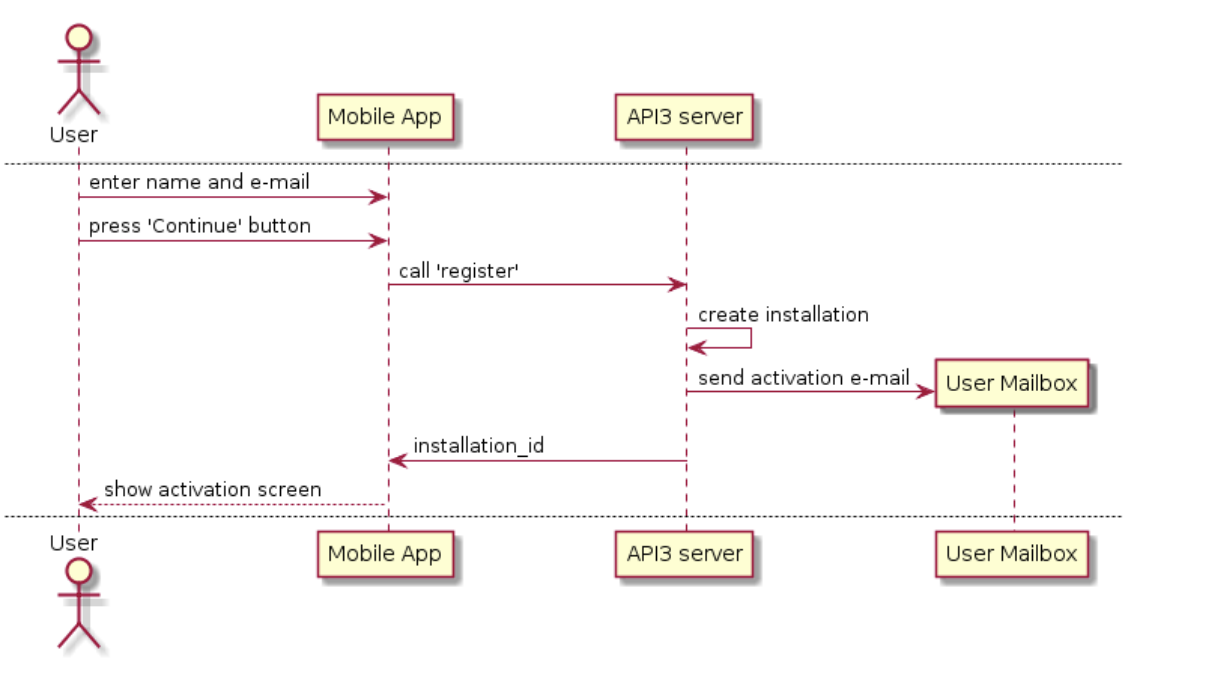 User
Mobile App
API3 server
enter name and e-mail
press 'Continue' button
call 'register'
create installation
send activation e-mail
User Mailbox
installation_id
show activation screen
User
Mobile App
API3 server
User Mailbox